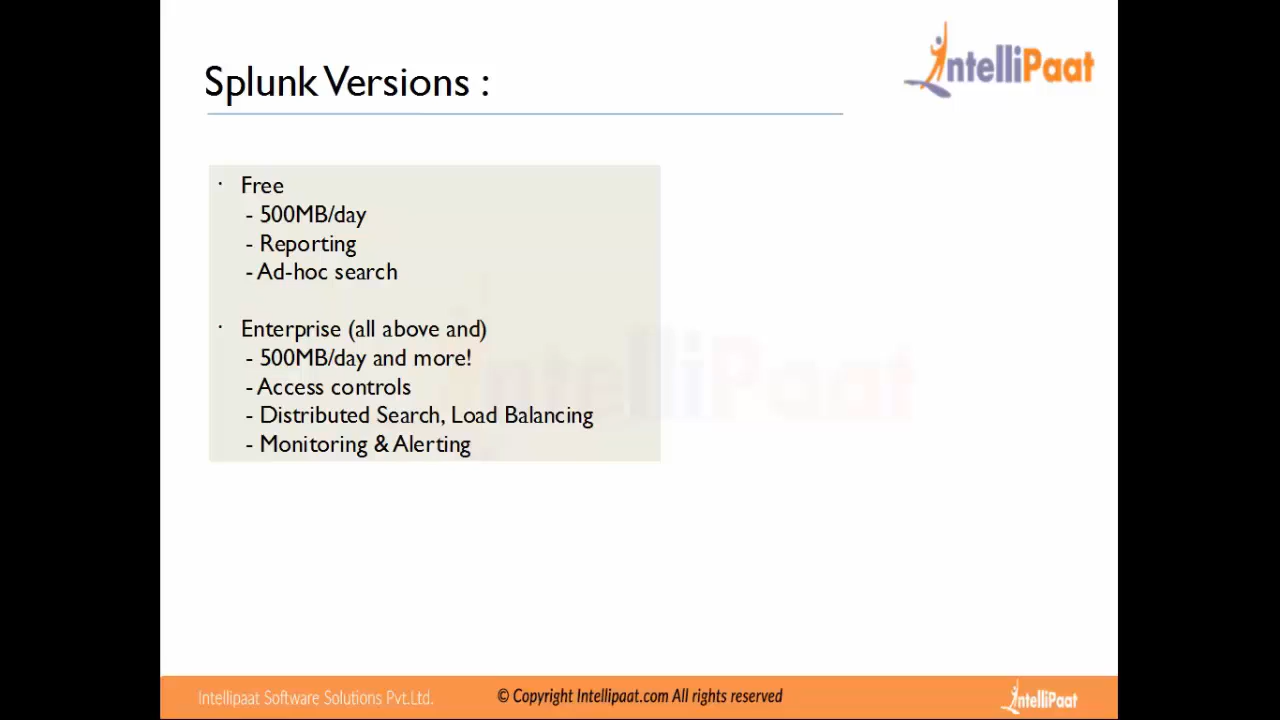 Splunk Versions :
IntelliPaat
· Free
- 500MB/day
- Reporting
- Ad-hoc search
· Enterprise (all above and)
- 500MB/day and more!
- Access controls
- Distributed Search, Load Balancing
- Monitoring & Alerting
IntelliPaat
Intellipaat Software Solutions Pvt.Ltd.
© Copyright Intellipaat.com All rights reserved
IntelliPaat